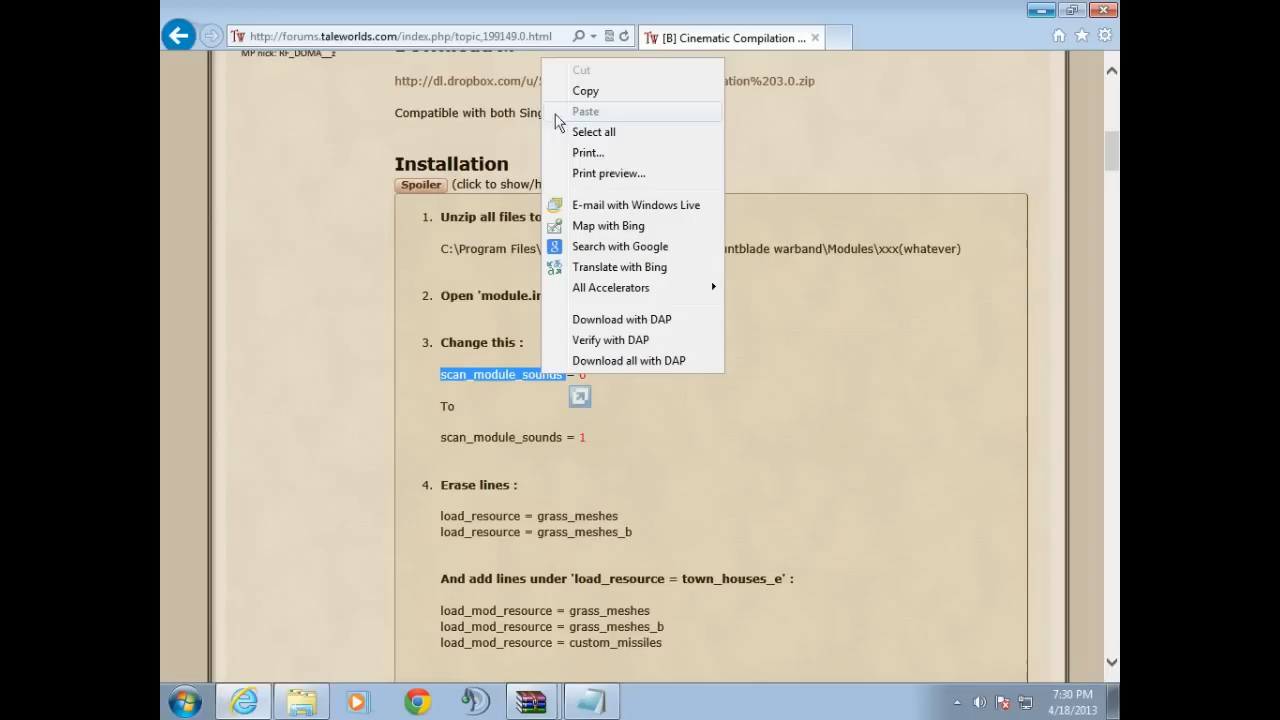 http://forums.taleworlds.com/index.php/topic,199149.0.html
[B] Cinematic Compilation ...
MP nick: RF_DOMA__z
http://dl.dropbox.com/u/
ation%203.0.zip
Compatible with both Sing
Installation
Spoiler (click to show/h
1. Unzip all files to
C:\Program Files\
ntblade warband\Modules\xxx(whatever)
2. Open 'module.in
3. Change this :
scan_module_sounds =
To
scan_module_sounds = 1
4. Erase lines :
load_resource = grass_meshes
load_resource = grass_meshes_b
And add lines under 'load_resource = town_houses_e' :
load_mod_resource = grass_meshes
load_mod_resource = grass_meshes_b
load_mod_resource = custom_missiles
Cut
Copy
Paste
Select all
Print...
Print preview...
E-mail with Windows Live
Map with Bing
Search with Google
Translate with Bing
All Accelerators
Download with DAP
Verify with DAP
Download all with DAP
7:30 PM
4/18/2013